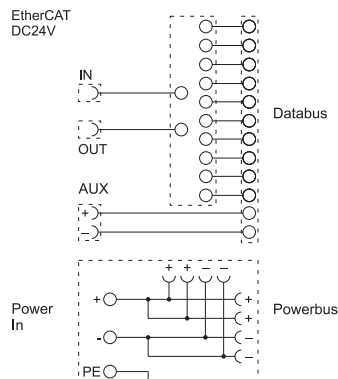 EtherCAT
DC24V
IN
OUT
Databus
AUX
+
–
+ + – –
Power
In
+
-
PE
+
+
–
–
Powerbus